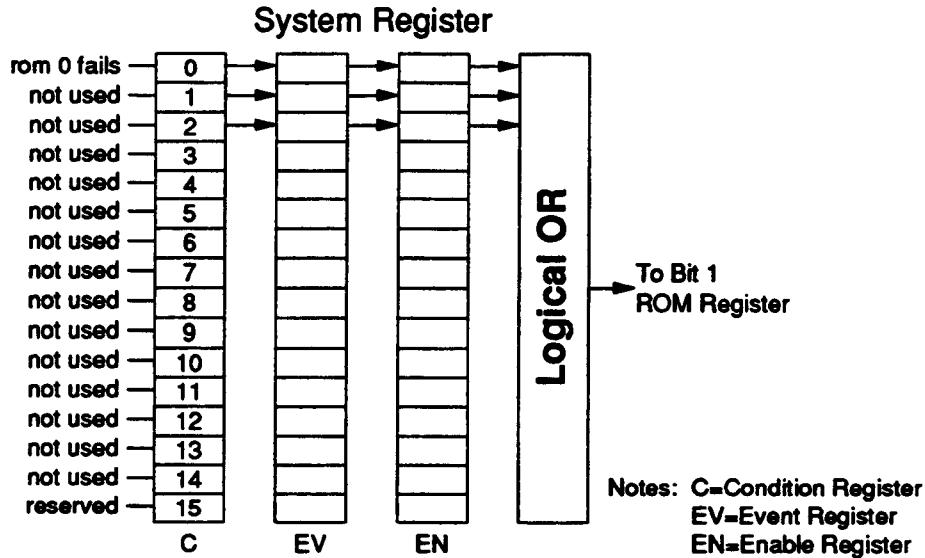 System Register
rom 0 fails 0
not used 1
not used 2
not used 3
not used 4
not used 5
not used 6
not used 7
not used 8
not used 9
not used 10
not used 11
not used 12
not used 13
not used 14
reserved 15
C EV EN
Logical OR
To Bit 1
ROM Register
Notes: C=Condition Register
EV=Event Register
EN=Enable Register